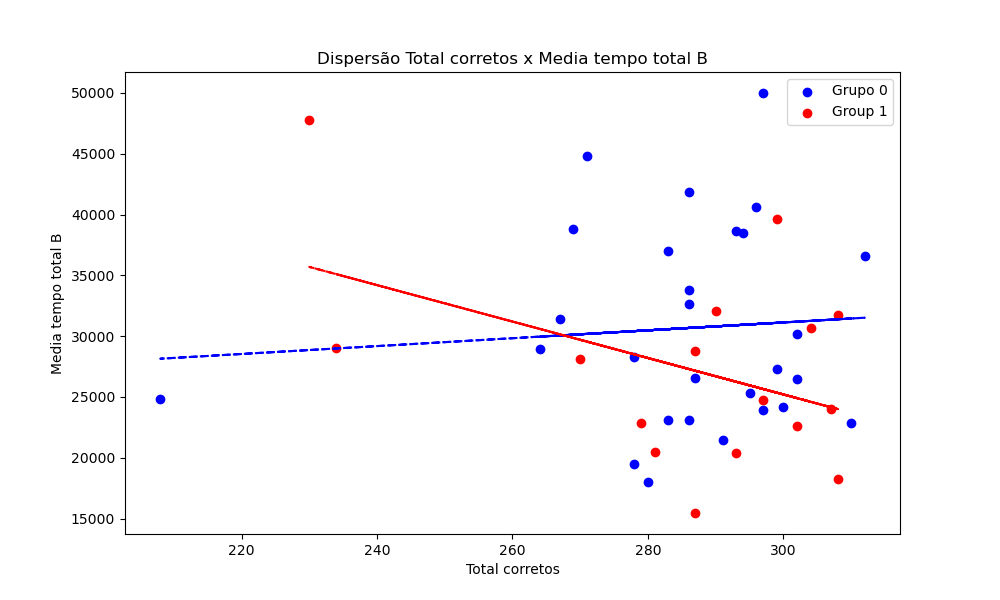 Dispersão Total corretos x Media tempo total B
Grupo 0
Group 1
Media tempo total B
50000
45000
40000
35000
30000
25000
20000
15000
220 240 260 280 300
Total corretos